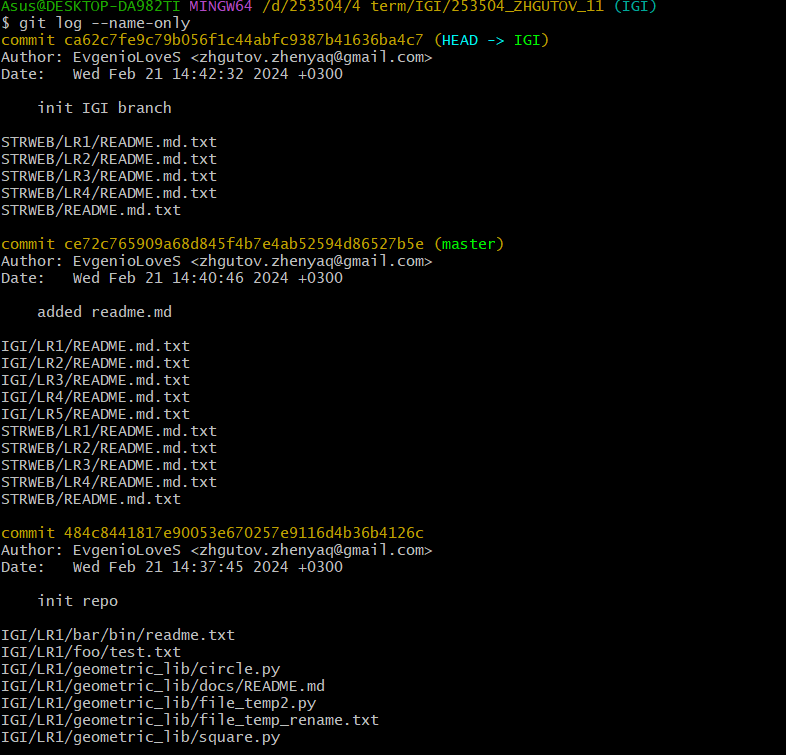 Asus@DESKTOP-DA982TI MINGW64 /d/253504/4 term/IGI/253504_ZHGUTOV_11 (IGI)
$ git log --name-only
commit ca62c7fe9c79b056f1c44abfc9387b41636ba4c7 (HEAD -> IGI)
Author: EvgenioLoveS <zhgutov.zhenyaq@gmail.com>
Date:   Wed Feb 21 14:42:32 2024 +0300

    init IGI branch

STRWEB/LR1/README.md.txt
STRWEB/LR2/README.md.txt
STRWEB/LR3/README.md.txt
STRWEB/LR4/README.md.txt
STRWEB/README.md.txt

commit ce72c765909a68d845f4b7e4ab52594d86527b5e (master)
Author: EvgenioLoveS <zhgutov.zhenyaq@gmail.com>
Date:   Wed Feb 21 14:40:46 2024 +0300

    added readme.md

IGI/LR1/README.md.txt
IGI/LR2/README.md.txt
IGI/LR3/README.md.txt
IGI/LR4/README.md.txt
IGI/LR5/README.md.txt
STRWEB/LR1/README.md.txt
STRWEB/LR2/README.md.txt
STRWEB/LR3/README.md.txt
STRWEB/LR4/README.md.txt
STRWEB/README.md.txt

commit 484c8441817e90053e670257e9116d4b36b4126c
Author: EvgenioLoveS <zhgutov.zhenyaq@gmail.com>
Date:   Wed Feb 21 14:37:45 2024 +0300

    init repo

IGI/LR1/bar/bin/readme.txt
IGI/LR1/foo/test.txt
IGI/LR1/geometric_lib/circle.py
IGI/LR1/geometric_lib/docs/README.md
IGI/LR1/geometric_lib/file_temp2.py
IGI/LR1/geometric_lib/file_temp_rename.txt
IGI/LR1/geometric_lib/square.py